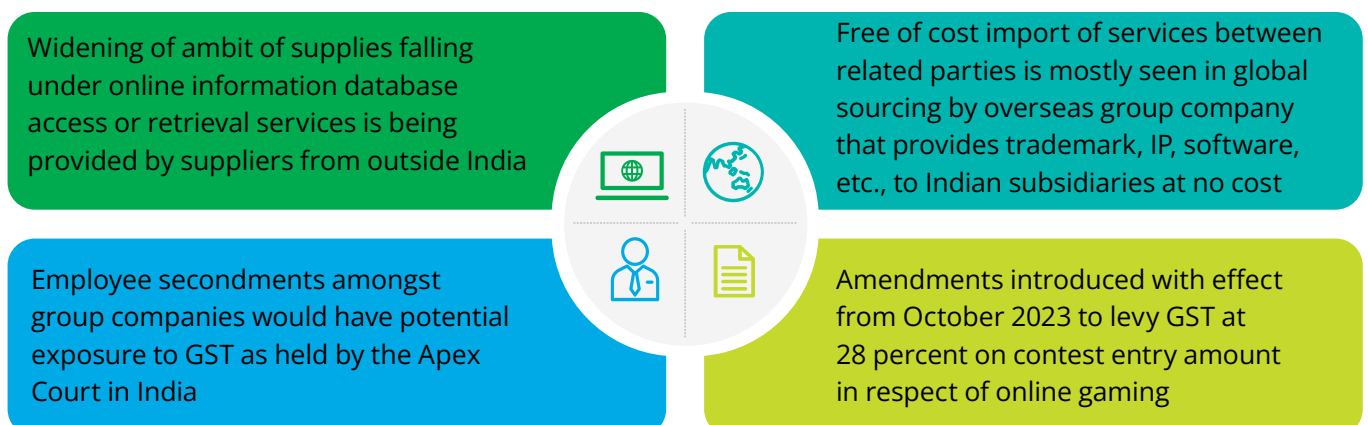 Widening of ambit of supplies falling
under online information database
access or retrieval services is being
provided by suppliers from outside India
Free of cost import of services between
related parties is mostly seen in global
sourcing by overseas group company
that provides trademark, IP, software,
etc., to Indian subsidiaries at no cost
Employee secondments amongst
group companies would have potential
exposure to GST as held by the Apex
Court in India
Amendments introduced with effect
from October 2023 to levy GST at
28 percent on contest entry amount
in respect of online gaming